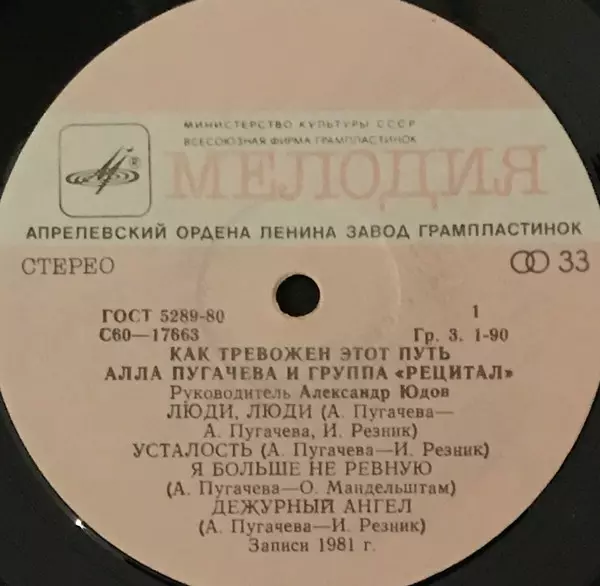 МИНИСТЕРСТВО КУЛЬТУРЫ СССР
ВСЕСОЮЗНАЯ ФИРМА ГРАМПЛАСТИНОК
МЕЛОДИЯ
АПРЕЛЕВСКИЙ ОРДЕНА ЛЕНИНА ЗАВОД ГРАМПЛАСТИНОК
СТЕРЕО 33
ГОСТ 5289-80 1
С60—17663 Гр. 3. 1-90
КАК ТРЕВОЖЕН ЭТОТ ПУТЬ
АЛЛА ПУГАЧЕВА И ГРУППА «РЕЦИТАЛ»
Руководитель Александр Юдов
ЛЮДИ, ЛЮДИ (А. Пугачева—
А. Пугачева, И. Резник)
УСТАЛОСТЬ (А. Пугачева—И. Резник)
Я БОЛЬШЕ НЕ РЕВНУЮ
(А. Пугачева—О. Мандельштам)
ДЕЖУРНЫЙ АНГЕЛ
(А. Пугачева—И. Резник)
Записи 1981 г.